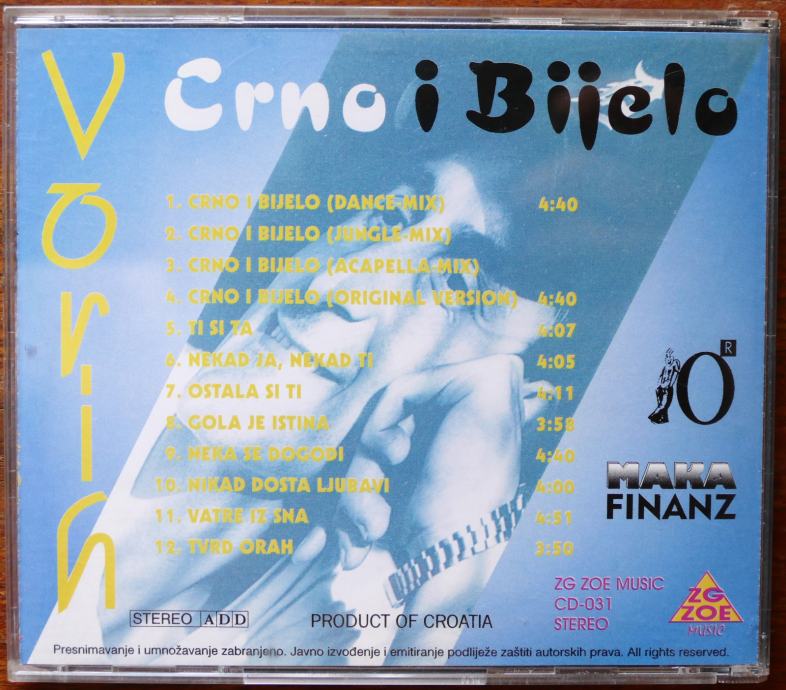 Vorih
Crno i Bijelo
1. CRNO I BIJELO (DANCE-MIX) 4:40
2. CRNO I BIJELO (JUNGLE-MIX)
3. CRNO I BIJELO (ACAPELLA-MIX)
4. CRNO I BIJELO (ORIGINAL VERSION) 4:40
5. TI SI TA 4:07
6. NEKAD JA, NEKAD TI 4:05
7. OSTALA SI TI 4:11
8. GOLA JE ISTINA 3:58
9. NEKA SE DOGODI 4:40
10. NIKAD DOSTA LJUBAVI 4:00
11. VATRE IZ SNA 4:51
12. TVRD ORAH 3:50
O R
MAKA
FINANZ
ZG ZOE MUSIC
CD-031
STEREO
ZG
ZOE
MUSIC
STEREO ADD
PRODUCT OF CROATIA
Presnimavanje i umnožavanje zabranjeno. Javno izvođenje i emitiranje podliježe zaštiti autorskih prava. All rights reserved.